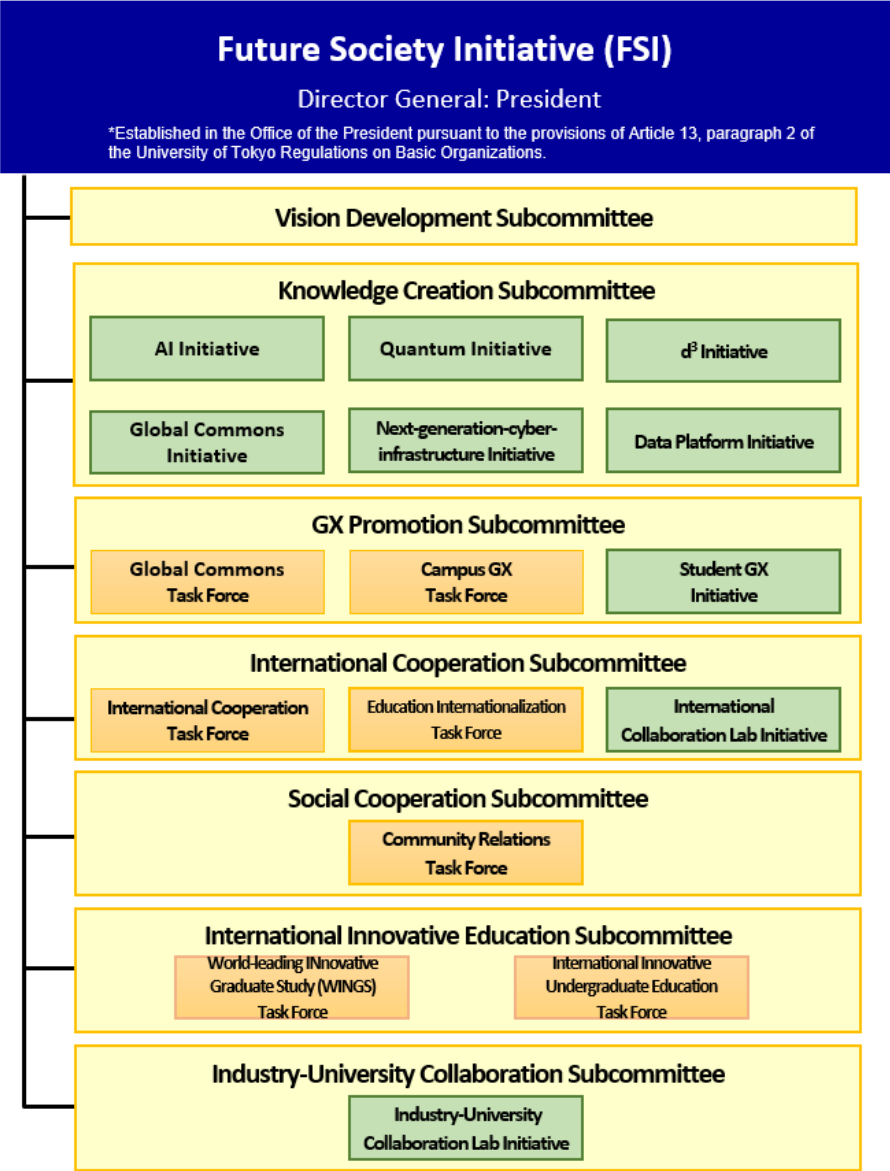 Future Society Initiative (FSI)
Director General: President
*Established in the Office of the President pursuant to the provisions of Article 13, paragraph 2 of
the University of Tokyo Regulations on Basic Organizations.
Vision Development Subcommittee
Knowledge Creation Subcommittee
AI Initiative
Quantum Initiative
d³ Initiative
Global Commons
Initiative
Next-generation-cyber-
infrastructure Initiative
Data Platform Initiative
GX Promotion Subcommittee
Global Commons
Task Force
Campus GX
Task Force
Student GX
Initiative
International Cooperation Subcommittee
International Cooperation
Task Force
Education Internationalization
Task Force
International
Collaboration Lab Initiative
Social Cooperation Subcommittee
Community Relations
Task Force
International Innovative Education Subcommittee
World-leading INnovative
Graduate Study (WINGS)
Task Force
International Innovative
Undergraduate Education
Task Force
Industry-University Collaboration Subcommittee
Industry-University
Collaboration Lab Initiative